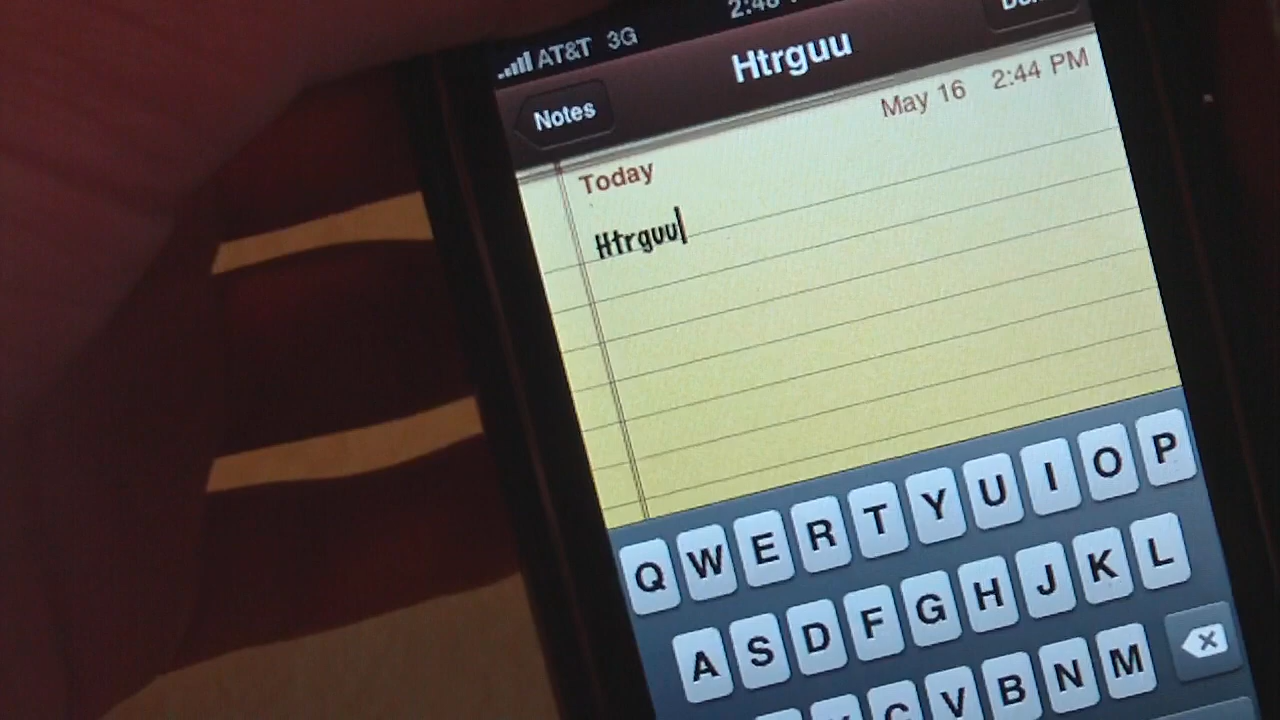 AT&T 3G
Notes
Htrguu
Today
May 16 2:44 PM
Htrguu
Q W E R T Y U I O P
A S D F G H J K L
C V B N M